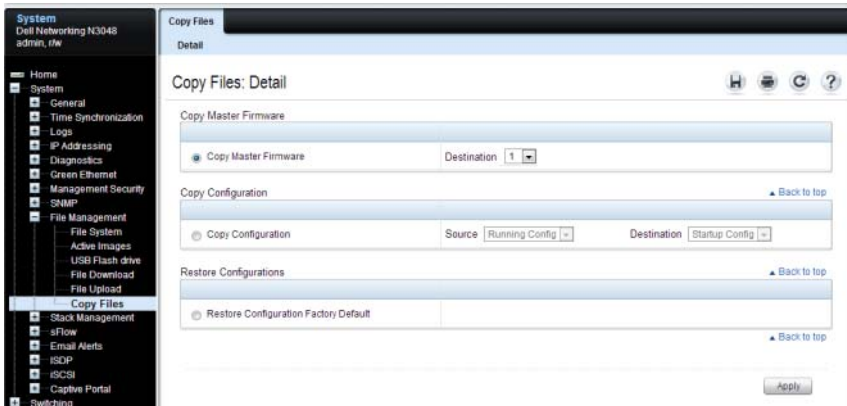 System
Dell Networking N3048
admin, r/w
Home
System
General
Time Synchronization
Logs
IP Addressing
Diagnostics
Green Ethernet
Management Security
SNMP
File Management
File System
Active Images
USB Flash drive
File Download
File Upload
Copy Files
Stack Management
sFlow
Email Alerts
ISDP
iSCSI
Captive Portal
Switching
Copy Files
Detail
Copy Files: Detail
?
Copy Master Firmware
Copy Master Firmware Destination 1
Copy Configuration Back to top
Copy Configuration Source Running Config Destination Startup Config
Restore Configurations Back to top
Restore Configuration Factory Default
Back to top
Apply